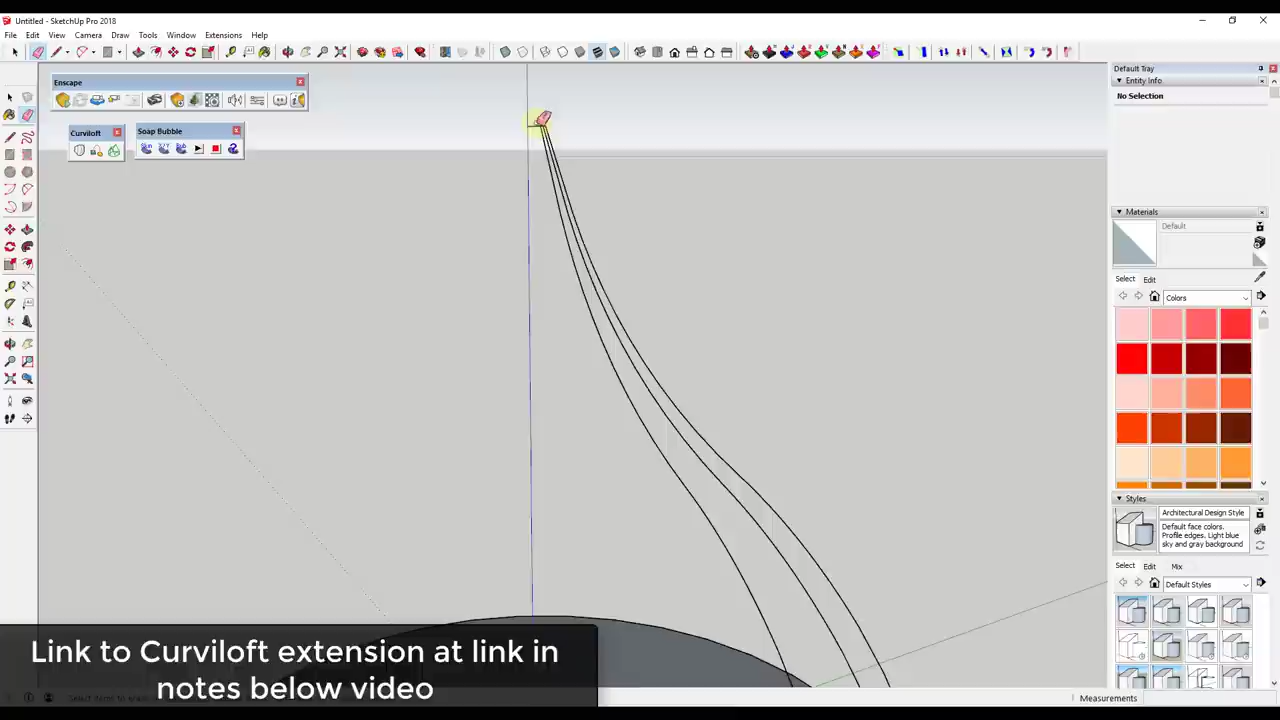 Untitled - SketchUp Pro 2018
File Edit View Camera Draw Tools Window Extensions Help
Default Tray
Enscape
Entity Info
No Selection
Curviloft
Soap Bubble
Materials
Default
Select Edit
Colors
Styles
Architectural Design Style
Default face colors.
Profile edges. Light blue
sky and gray background
Select Edit Mix
Default Styles
Link to Curviloft extension at link in
notes below video
Measurements